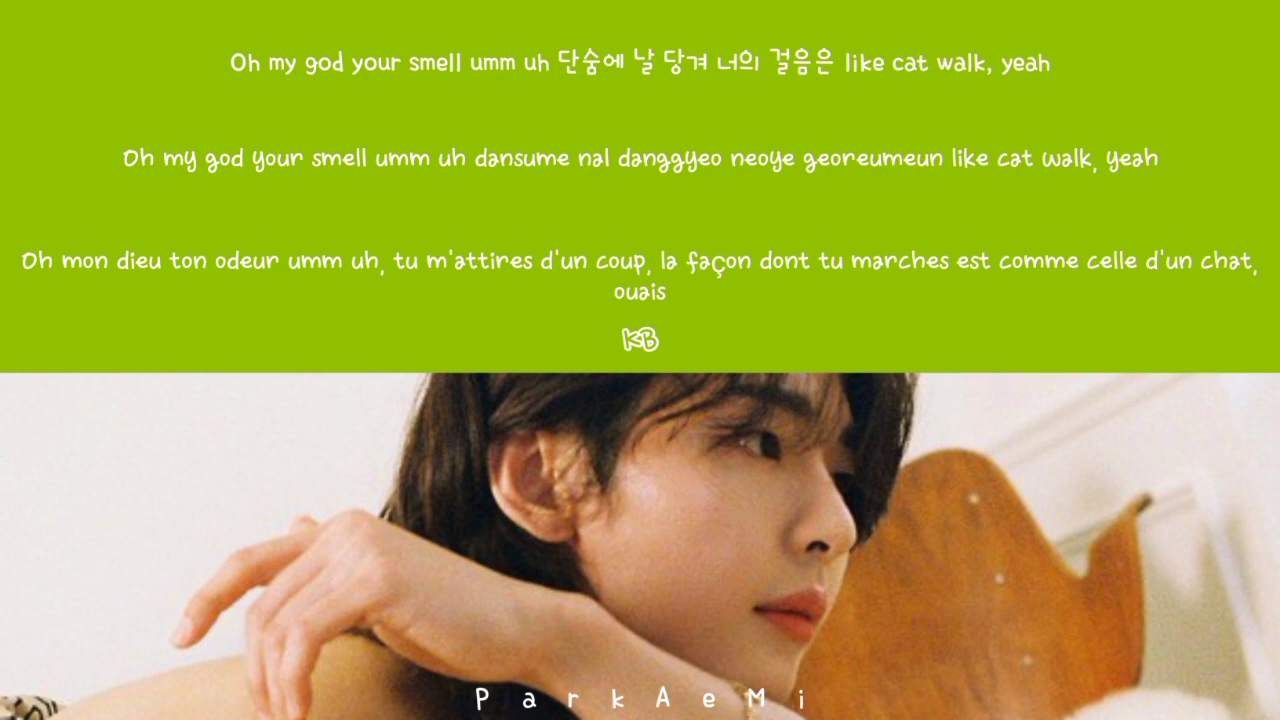 Oh my god your smell umm uh 단숨에 날 당겨 너의 걸음은 like cat walk, yeah
Oh my god your smell umm uh dansume nal danggyeo neoye georeumeun like cat walk, yeah
Oh mon dieu ton odeur umm uh, tu m'attires d'un coup, la façon dont tu marches est comme celle d'un chat,
ouais
KB
ParkAeMi